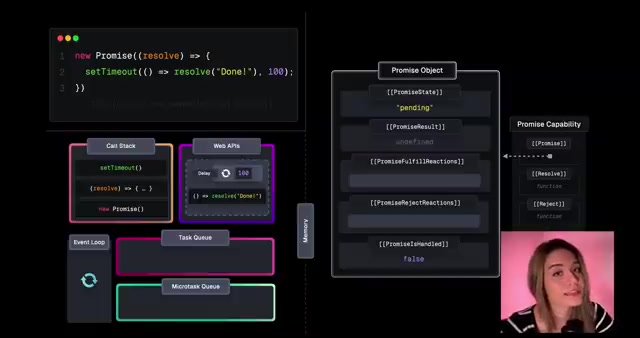 1 new Promise((resolve) => {
2 setTimeout(() => resolve("Done!"), 100);
3 })
Call Stack
setTimeout()
(resolve) => { … }
new Promise()
Web APIs
Delay 100
() => resolve("Done!")
Event Loop
Task Queue
Microtask Queue
Memory
Promise Object
[[PromiseState]]
"pending"
[[PromiseResult]]
undefined
[[PromiseFulfillReactions]]
[[PromiseRejectReactions]]
[[PromiseIsHandled]]
false
Promise Capability
[[Promise]]
[[Resolve]]
function
[[Reject]]
function